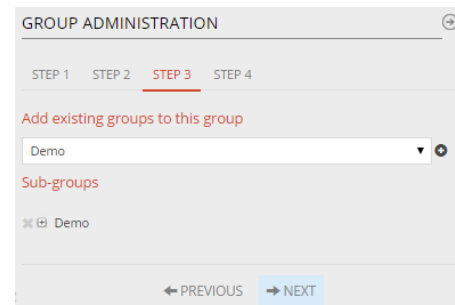 GROUP ADMINISTRATION
STEP 1 STEP 2 STEP 3 STEP 4
Add existing groups to this group
Demo
Sub-groups
Demo
PREVIOUS NEXT